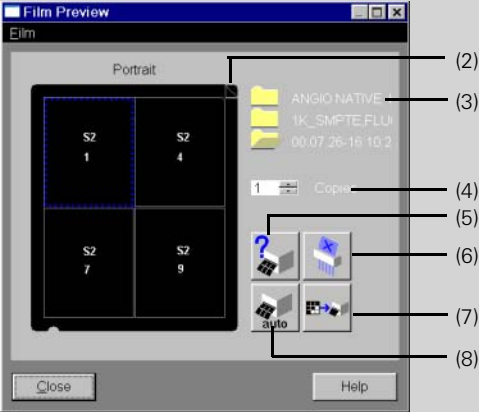 Film Preview
Film
Portrait
(2)
ANGIO NATIVE
(3)
1K_SMPTE,FLU
00.07.26-16:10:2
S2
1
S2
4
1
Copies
(4)
(5)
S2
7
S2
9
?
(6)
(7)
auto
(8)
Close
Help